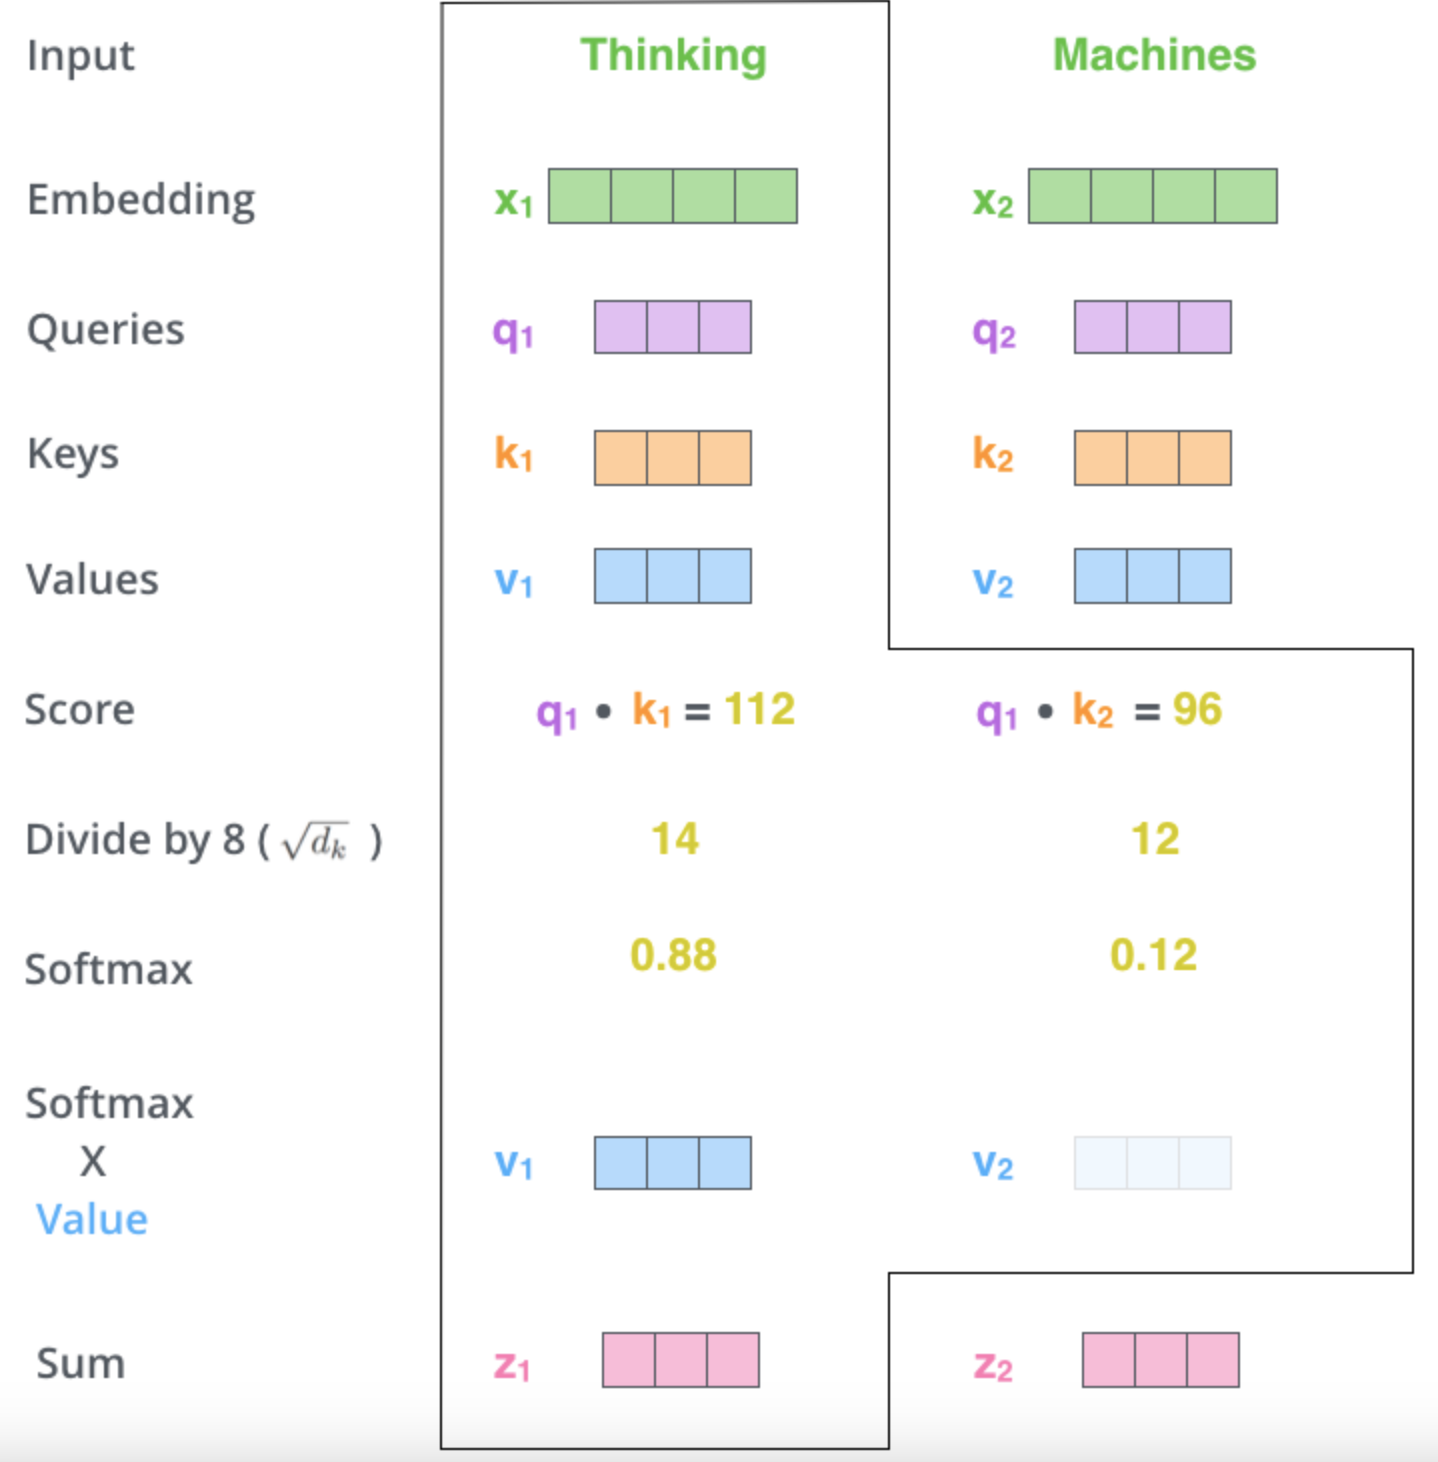 Input Thinking Machines
Embedding x1 x2
Queries q1 q2
Keys k1 k2
Values v1 v2
Score q1 • k1 = 112 q1 • k2 = 96
Divide by 8 ( √dk ) 14 12
Softmax 0.88 0.12
Softmax
X
Value v1 v2
Sum z1 z2